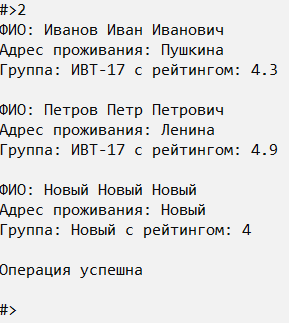 #>2
ФИО: Иванов Иван Иванович
Адрес проживания: Пушкина
Группа: ИВТ-17 с рейтингом: 4.3
ФИО: Петров Петр Петрович
Адрес проживания: Ленина
Группа: ИВТ-17 с рейтингом: 4.9
ФИО: Новый Новый Новый
Адрес проживания: Новый
Группа: Новый с рейтингом: 4
Операция успешна
#>